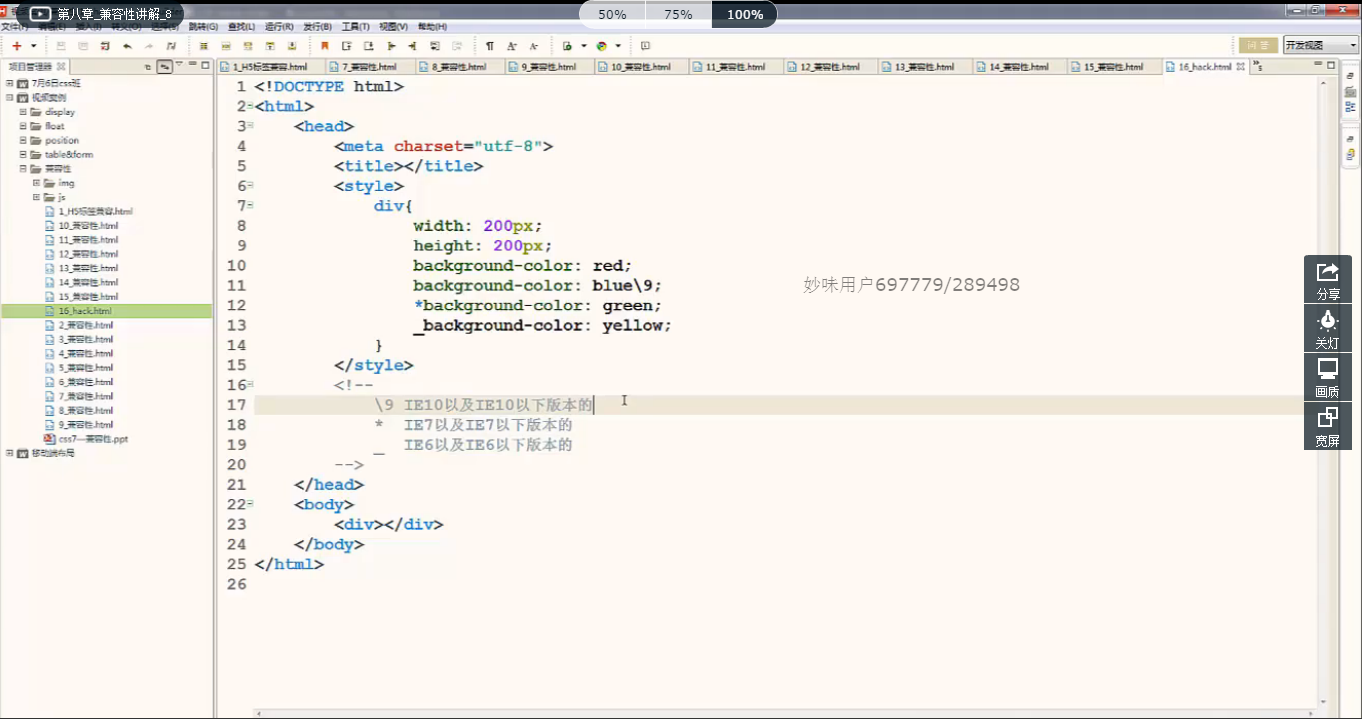 第八章_兼容性讲解_8
50% 75% 100%
文件(F) 跳转(G) 查找(L) 运行(R) 发行(B) 工具(T) 视图(V) 帮助(H)
问答 开发视图
项目管理器
1_H5标签兼容.html 7_兼容性.html 8_兼容性.html 9_兼容性.html 10_兼容性.html 11_兼容性.html 12_兼容性.html 13_兼容性.html 14_兼容性.html 15_兼容性.html 16_hack.html
7月6日css班
视频案例
display
float
position
table&form
兼容性
img
js
1_H5标签兼容.html
10_兼容性.html
11_兼容性.html
12_兼容性.html
13_兼容性.html
14_兼容性.html
15_兼容性.html
16_hack.html
2_兼容性.html
3_兼容性.html
4_兼容性.html
5_兼容性.html
6_兼容性.html
7_兼容性.html
8_兼容性.html
9_兼容性.html
css7---兼容性.ppt
移动端布局
1 <!DOCTYPE html>
2 <html>
3 <head>
4 <meta charset="utf-8">
5 <title></title>
6 <style>
7 div{
8 width: 200px;
9 height: 200px;
10 background-color: red;
11 background-color: blue\9;
12 *background-color: green;
13 _background-color: yellow;
14 }
15 </style>
16 <!--
17 \9 IE10以及IE10以下版本的
18 * IE7以及IE7以下版本的
19 _ IE6以及IE6以下版本的
20 -->
21 </head>
22 <body>
23 <div></div>
24 </body>
25 </html>
26
妙味用户697779/289498
分享
关灯
画质
宽屏